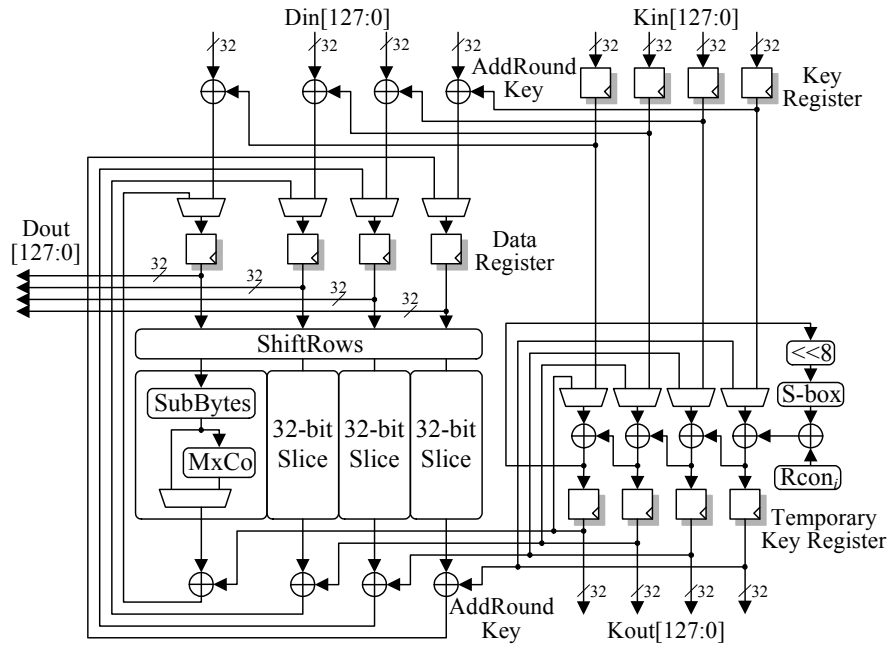 Din[127:0]
Kin[127:0]
32
32
32
32
32
32
32
32
AddRound
Key
Key
Register
Dout
[127:0]
Data
Register
32
32
32
32
ShiftRows
<<8
SubBytes
S-box
32-bit
Slice
32-bit
Slice
32-bit
Slice
MxCo
Rconi
Temporary
Key Register
AddRound
Key
32
32
32
32
Kout[127:0]